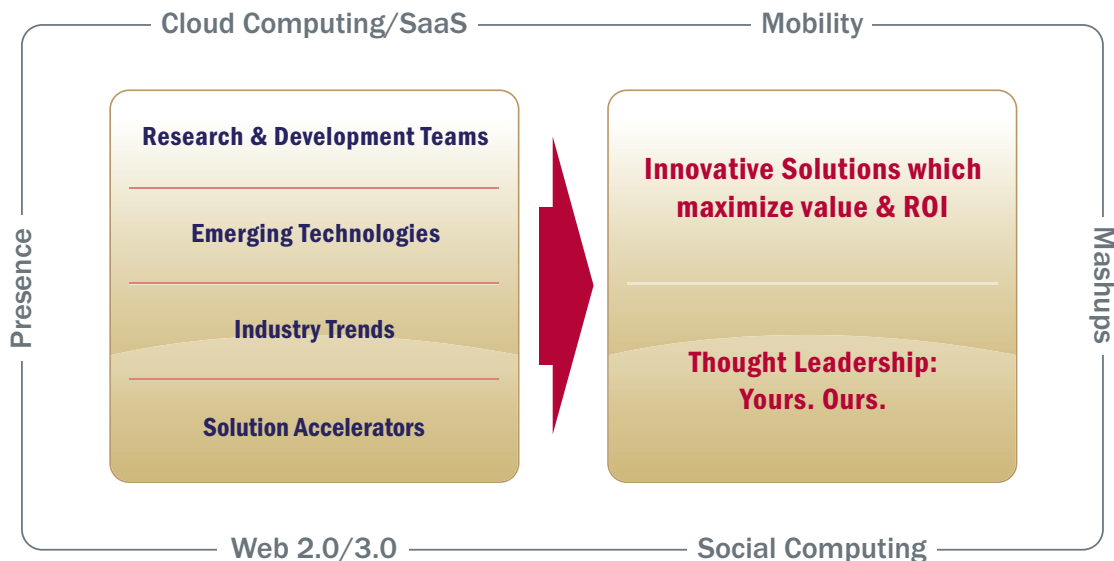 Cloud Computing/SaaS
Mobility
Presence
Research & Development Teams
Emerging Technologies
Industry Trends
Solution Accelerators
Innovative Solutions which
maximize value & ROI
Thought Leadership:
Yours. Ours.
Mashups
Web 2.0/3.0
Social Computing